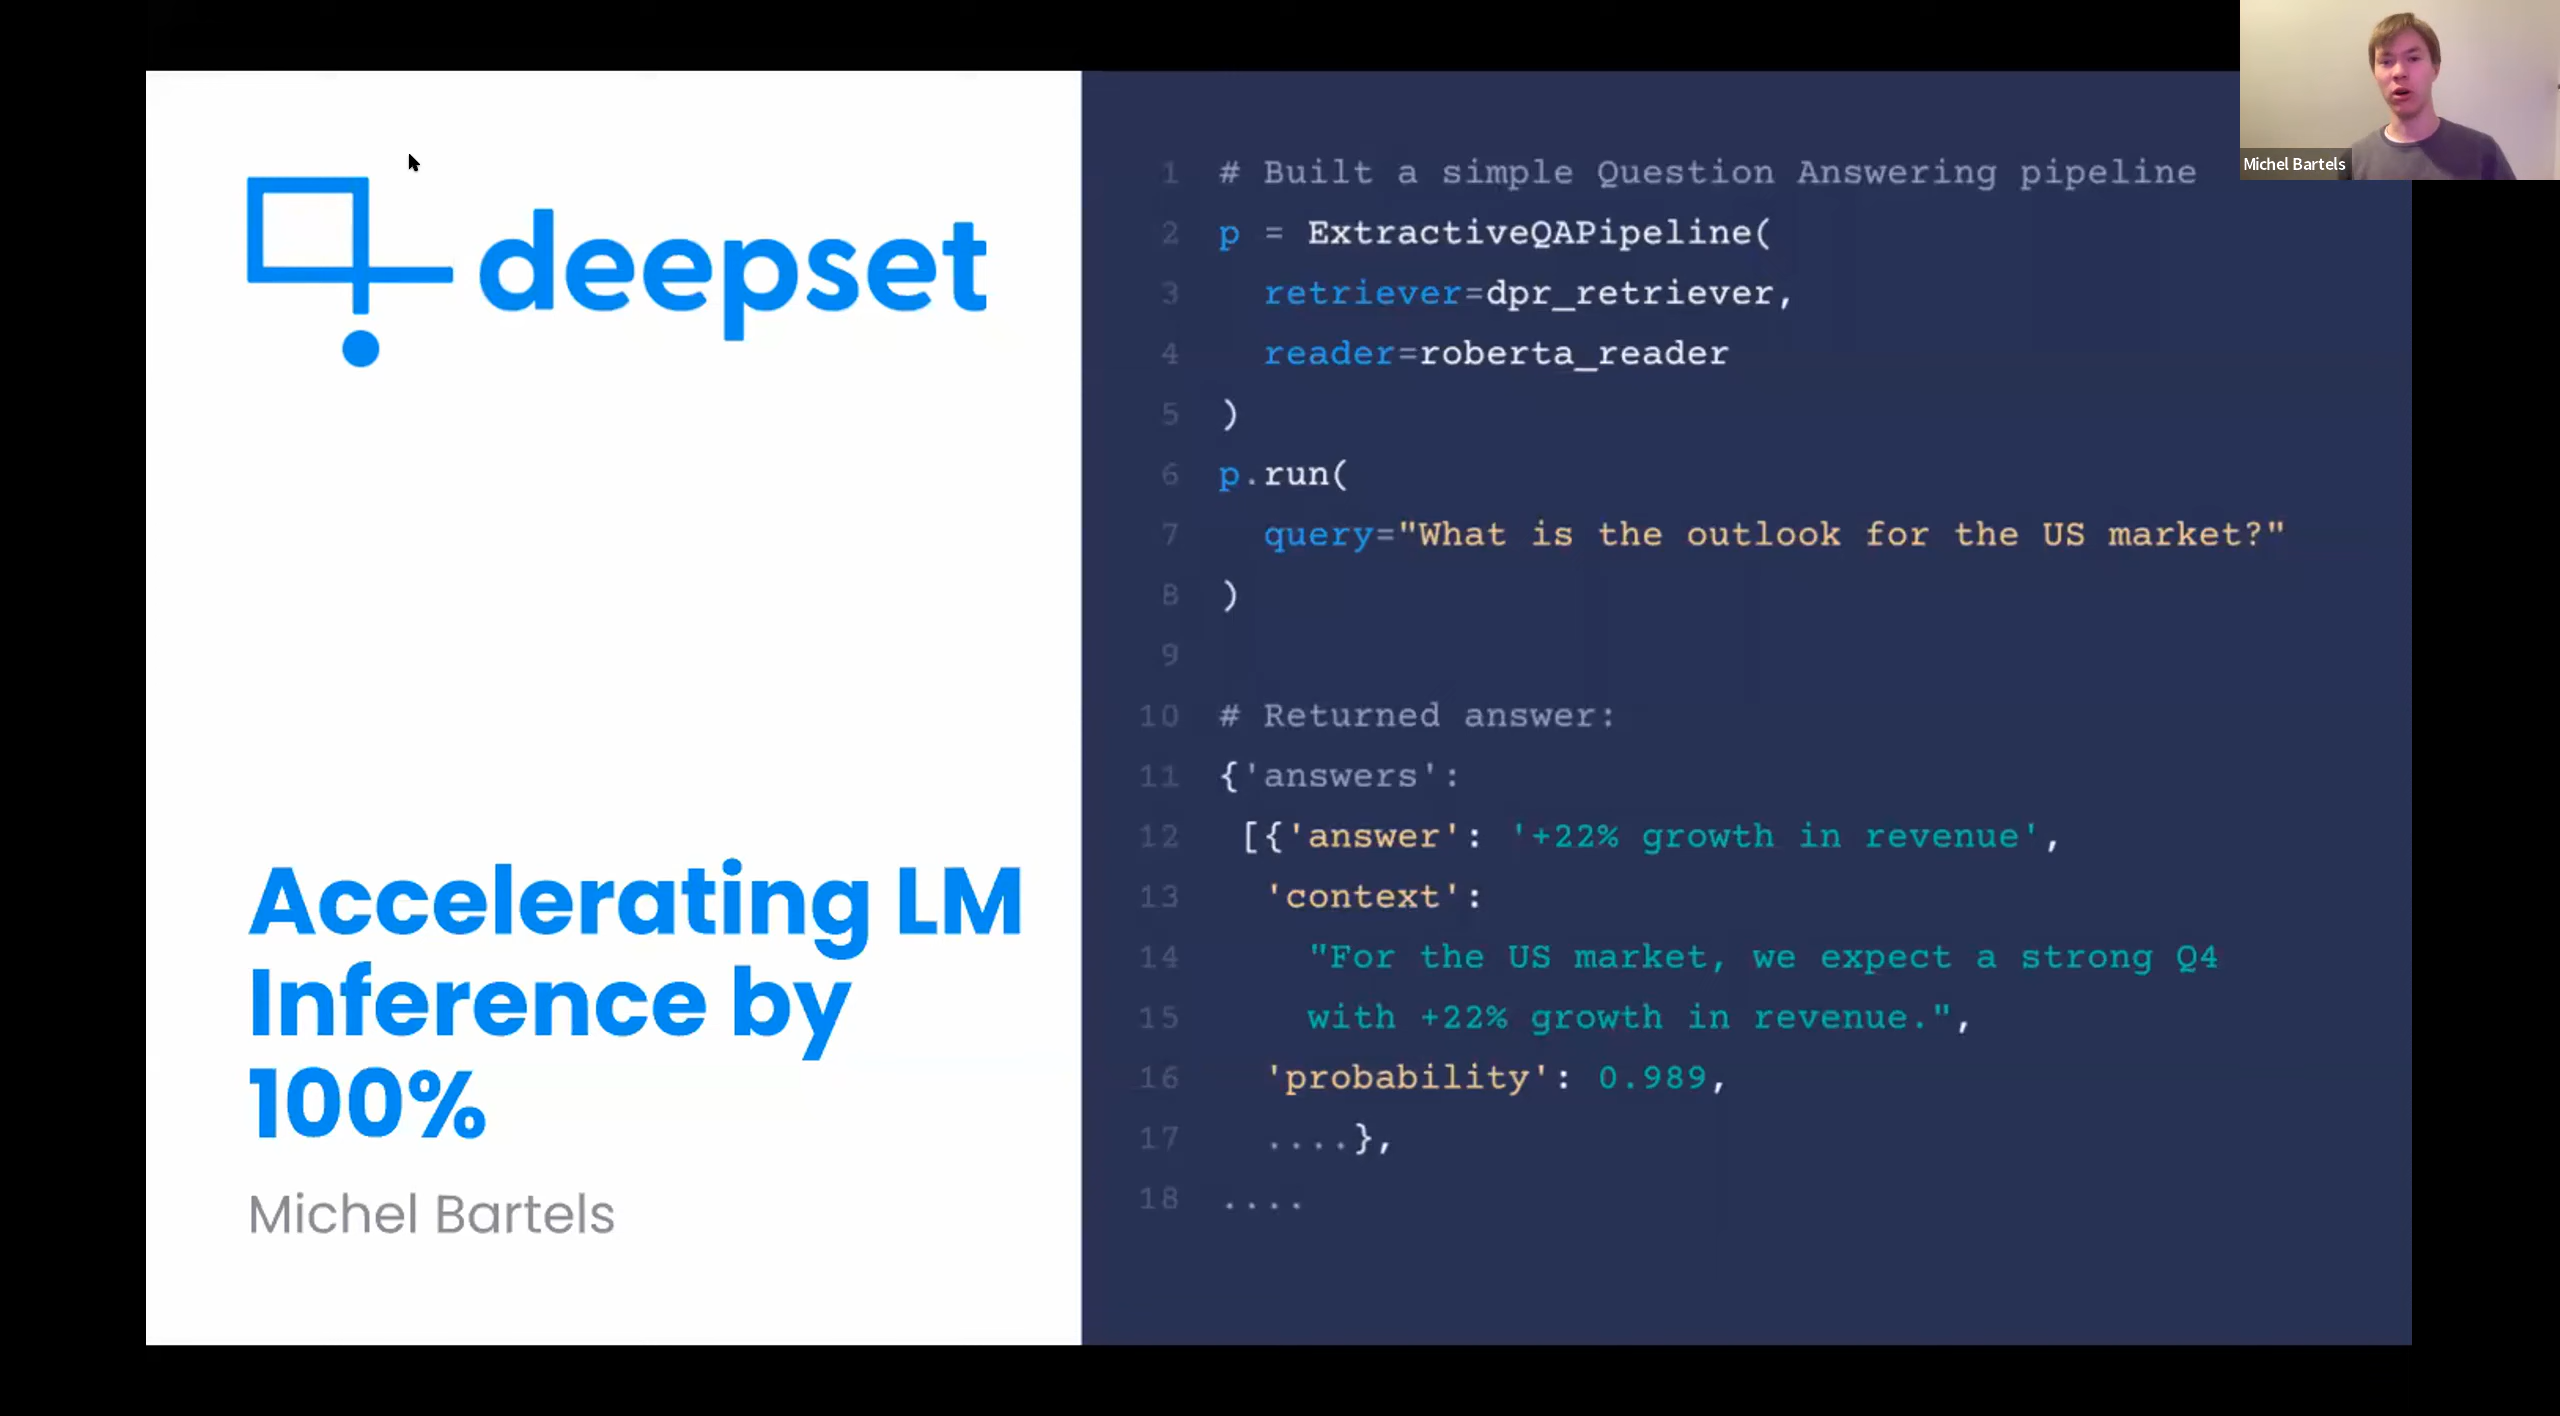 deepset
Accelerating LM
Inference by
100%
Michel Bartels
1 # Built a simple Question Answering pipeline
2 p = ExtractiveQAPipeline(
3 retriever=dpr_retriever,
4 reader=roberta_reader
5 )
6 p.run(
7 query="What is the outlook for the US market?"
8 )
9
10 # Returned answer:
11 {'answers':
12 [{'answer': '+22% growth in revenue',
13 'context':
14 "For the US market, we expect a strong Q4
15 with +22% growth in revenue.",
16 'probability': 0.989,
17 ....},
18 ....
Michel Bartels